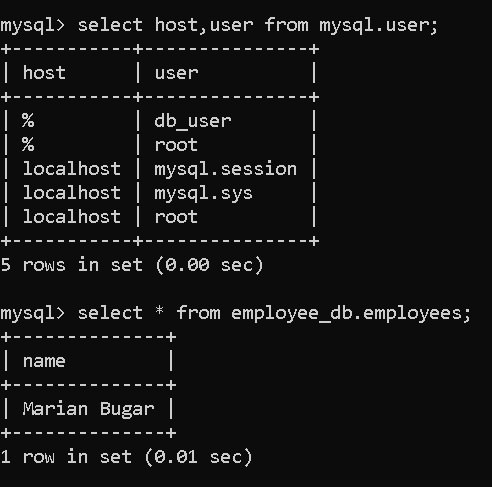 mysql> select host,user from mysql.user;
+-----------+---------------+
| host      | user          |
+-----------+---------------+
| %         | db_user       |
| %         | root          |
| localhost | mysql.session |
| localhost | mysql.sys     |
| localhost | root          |
+-----------+---------------+
5 rows in set (0.00 sec)

mysql> select * from employee_db.employees;
+--------------+
| name         |
+--------------+
| Marian Bugar |
+--------------+
1 row in set (0.01 sec)